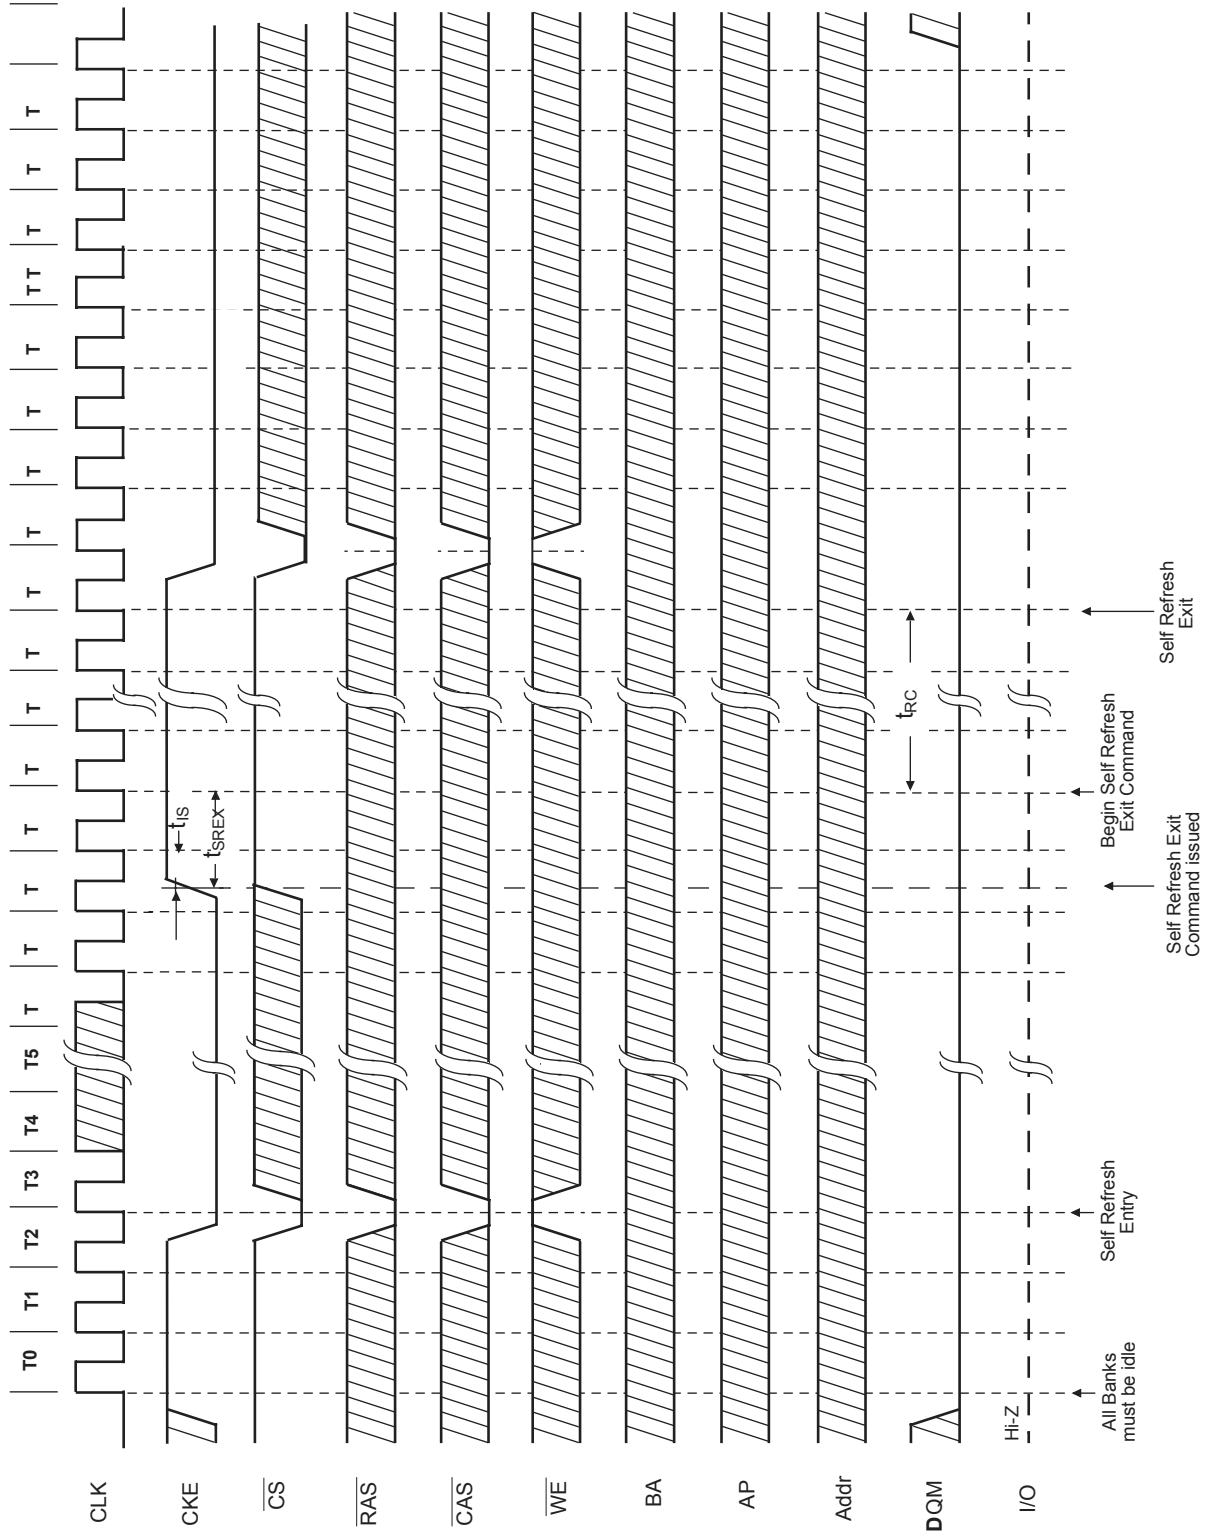 T0
T1
T2
T3
T4
T5
T
T
T
T
T
T
T
T
T
T
T
T
T
T T
T
T
T
CLK
CKE
CS
RAS
CAS
WE
BA
AP
Addr
DQM
I/O
Hi-Z
tIS
tSREX
tRC
All Banks
must be idle
Self Refresh
Entry
Self Refresh Exit
Command issued
Begin Self Refresh
Exit Command
Self Refresh
Exit